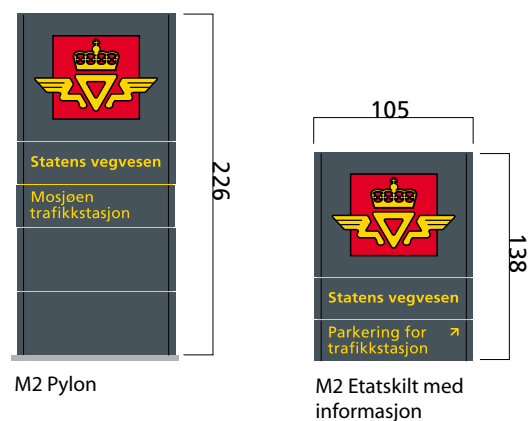 Statens vegvesen
Mosjøen
trafikkstasjon
226
M2 Pylon
105
Statens vegvesen
Parkering for
trafikkstasjon
138
M2 Etatskilt med
informasjon